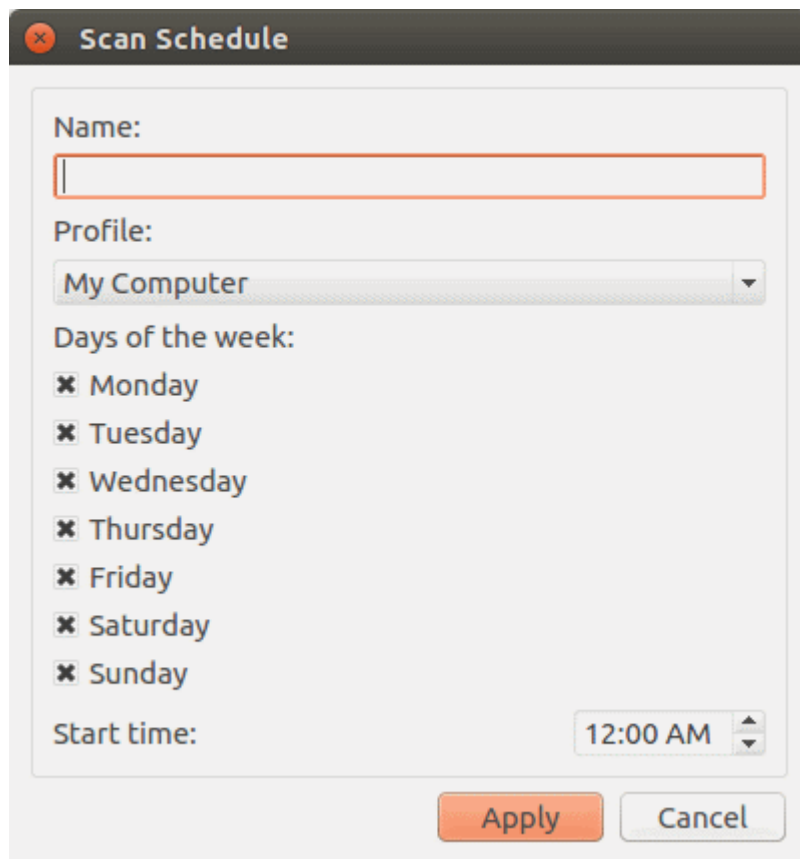 Scan Schedule
Name:
Profile:
My Computer
Days of the week:
Monday
Tuesday
Wednesday
Thursday
Friday
Saturday
Sunday
Start time: 12:00 AM
Apply Cancel